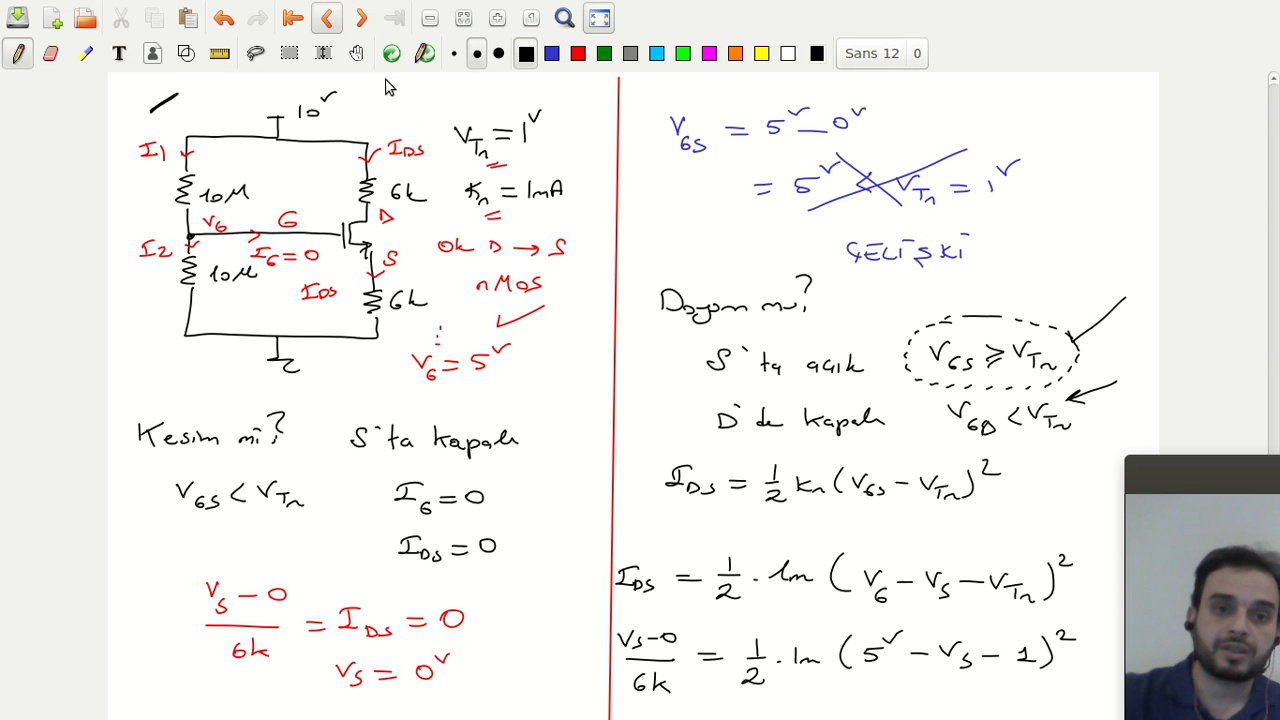 Sans 12 0
10V
I1
IDS
VTn = 1V
10M
6k
Kn = 1mA
VG
G
D
I2
IG = 0
S
Ok D → S
10M
IDS
6k
nMOS
VG = 5V
Kesim mi? S'ta kapalı
VGS < VTn IG = 0
IDS = 0
VS - 0 / 6k = IDS = 0
VS = 0V
VGS = 5V - 0V
= 5V < VTn = 1V
ÇELİŞKİ
Doyum mu?
S'ta açık VGS ≥ VTn
D'de kapalı VGD < VTn
IDS = 1/2 kn (VGS - VTn)²
IDS = 1/2 . 1m (VG - VS - VTn)²
VS-0 / 6k = 1/2 . 1m (5V - VS - 1)²